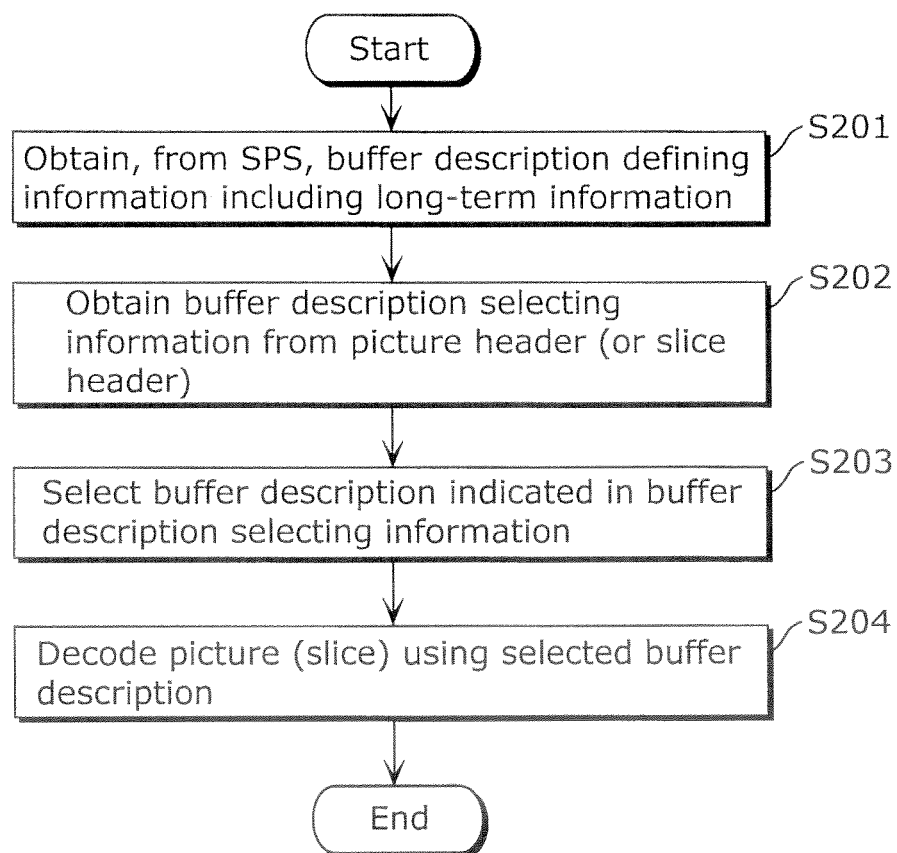 Start
S201
Obtain, from SPS, buffer description defining
information including long-term information
S202
Obtain buffer description selecting
information from picture header (or slice
header)
S203
Select buffer description indicated in buffer
description selecting information
S204
Decode picture (slice) using selected buffer
description
End